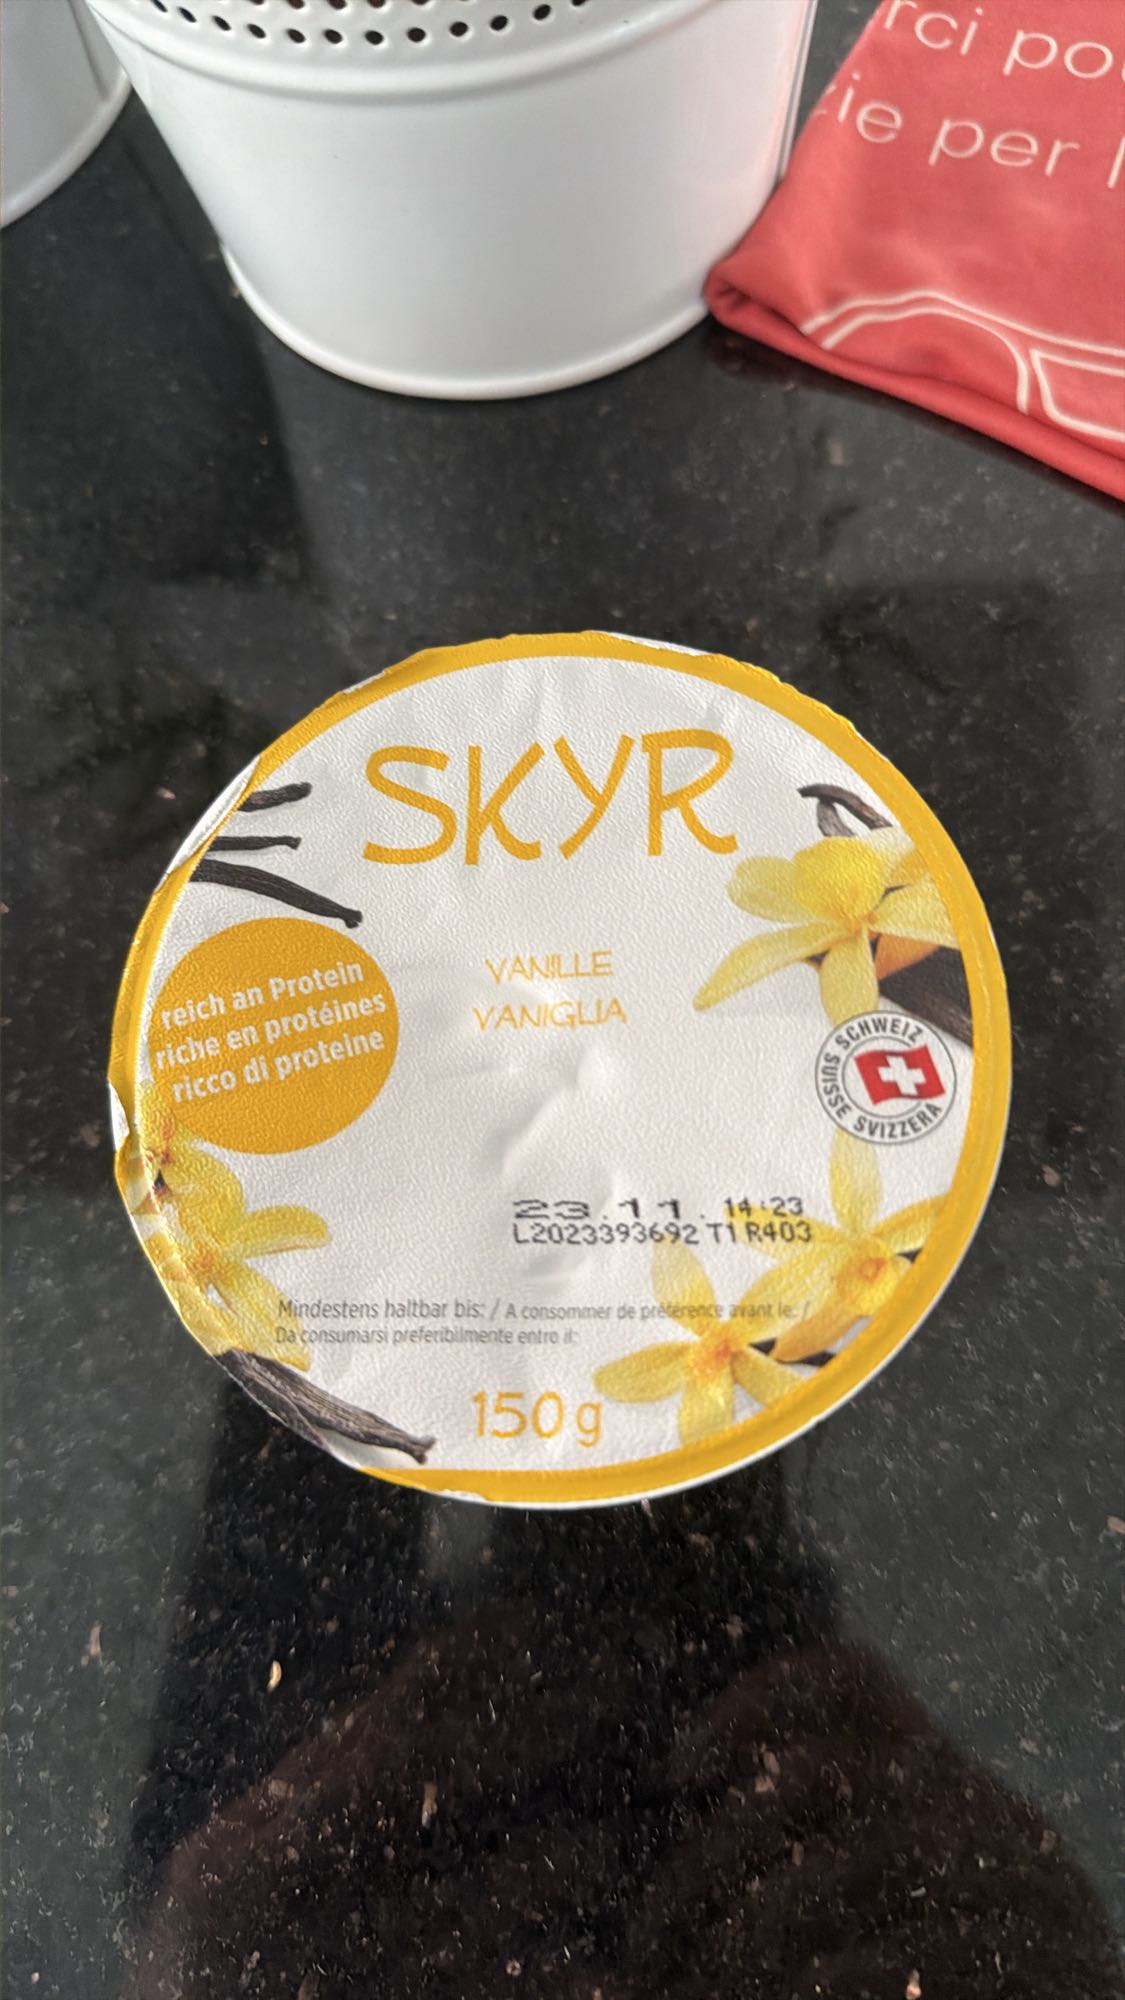 rci po
zie per l
SKYR
VANILLE
VANIGLIA
reich an Protein
riche en protéines
ricco di proteine
SCHWEIZ
SUISSE SVIZZERA
23.11. 14:23
L2023393692 T1 R403
Mindestens haltbar bis: / A consommer de préférence avant le: /
Da consumarsi preferibilmente entro il:
150 g